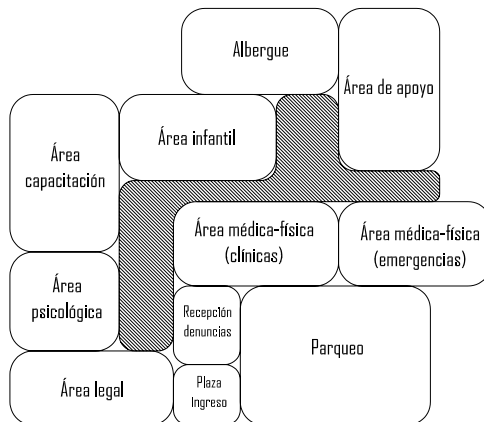 Albergue
Área de apoyo
Área infantil
Área
capacitación
Área médica-física
(clínicas)
Área médica-física
(emergencias)
Área
psicológica
Recepción
denuncias
Parqueo
Área legal
Plaza
Ingreso